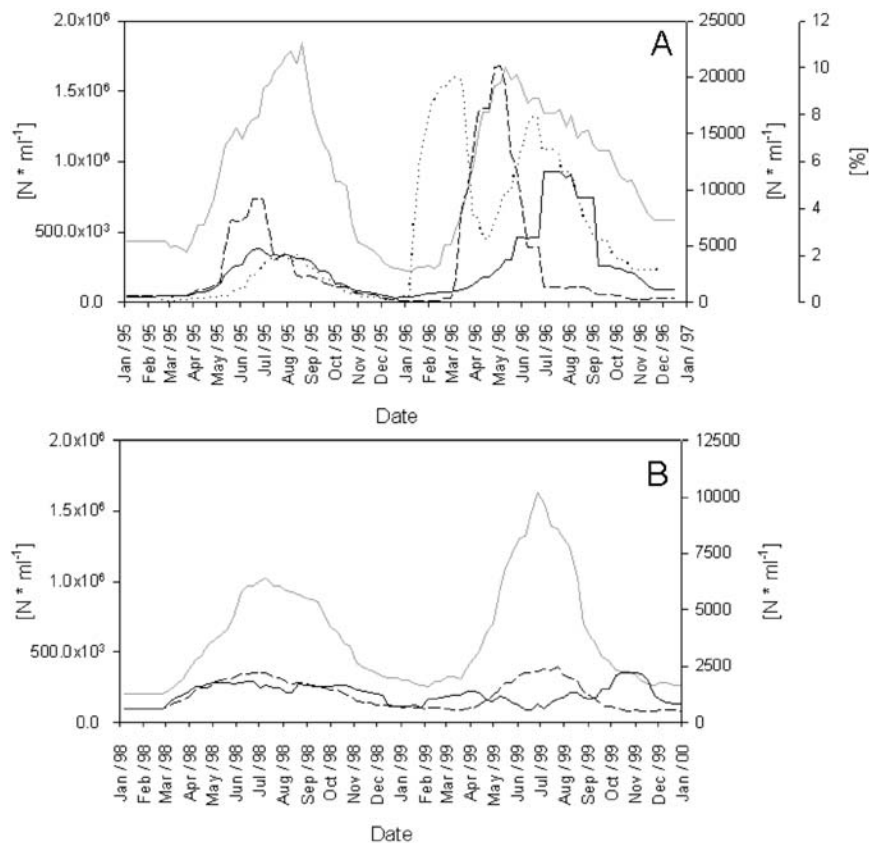 A
2.0x10⁶
1.5x10⁶
1.0x10⁶
500.0x10³
0.0
[N * ml⁻¹]
25000
20000
15000
10000
5000
0
[N * ml⁻¹]
12
10
8
6
4
2
0
[%]
Jan / 95
Feb / 95
Mar / 95
Apr / 95
May / 95
Jun / 95
Jul / 95
Aug / 95
Sep / 95
Oct / 95
Nov / 95
Dec / 95
Jan / 96
Feb / 96
Mar / 96
Apr / 96
May / 96
Jun / 96
Jul / 96
Aug / 96
Sep / 96
Oct / 96
Nov / 96
Dec / 96
Jan / 97
Date
B
2.0x10⁶
1.5x10⁶
1.0x10⁶
500.0x10³
0.0
[N * ml⁻¹]
12500
10000
7500
5000
2500
0
[N * ml⁻¹]
Jan / 98
Feb / 98
Mar / 98
Apr / 98
May / 98
Jun / 98
Jul / 98
Aug / 98
Sep / 98
Oct / 98
Nov / 98
Dec / 98
Jan / 99
Feb / 99
Mar / 99
Apr / 99
May / 99
Jun / 99
Jul / 99
Aug / 99
Sep / 99
Oct / 99
Nov / 99
Dec / 99
Jan / 00
Date